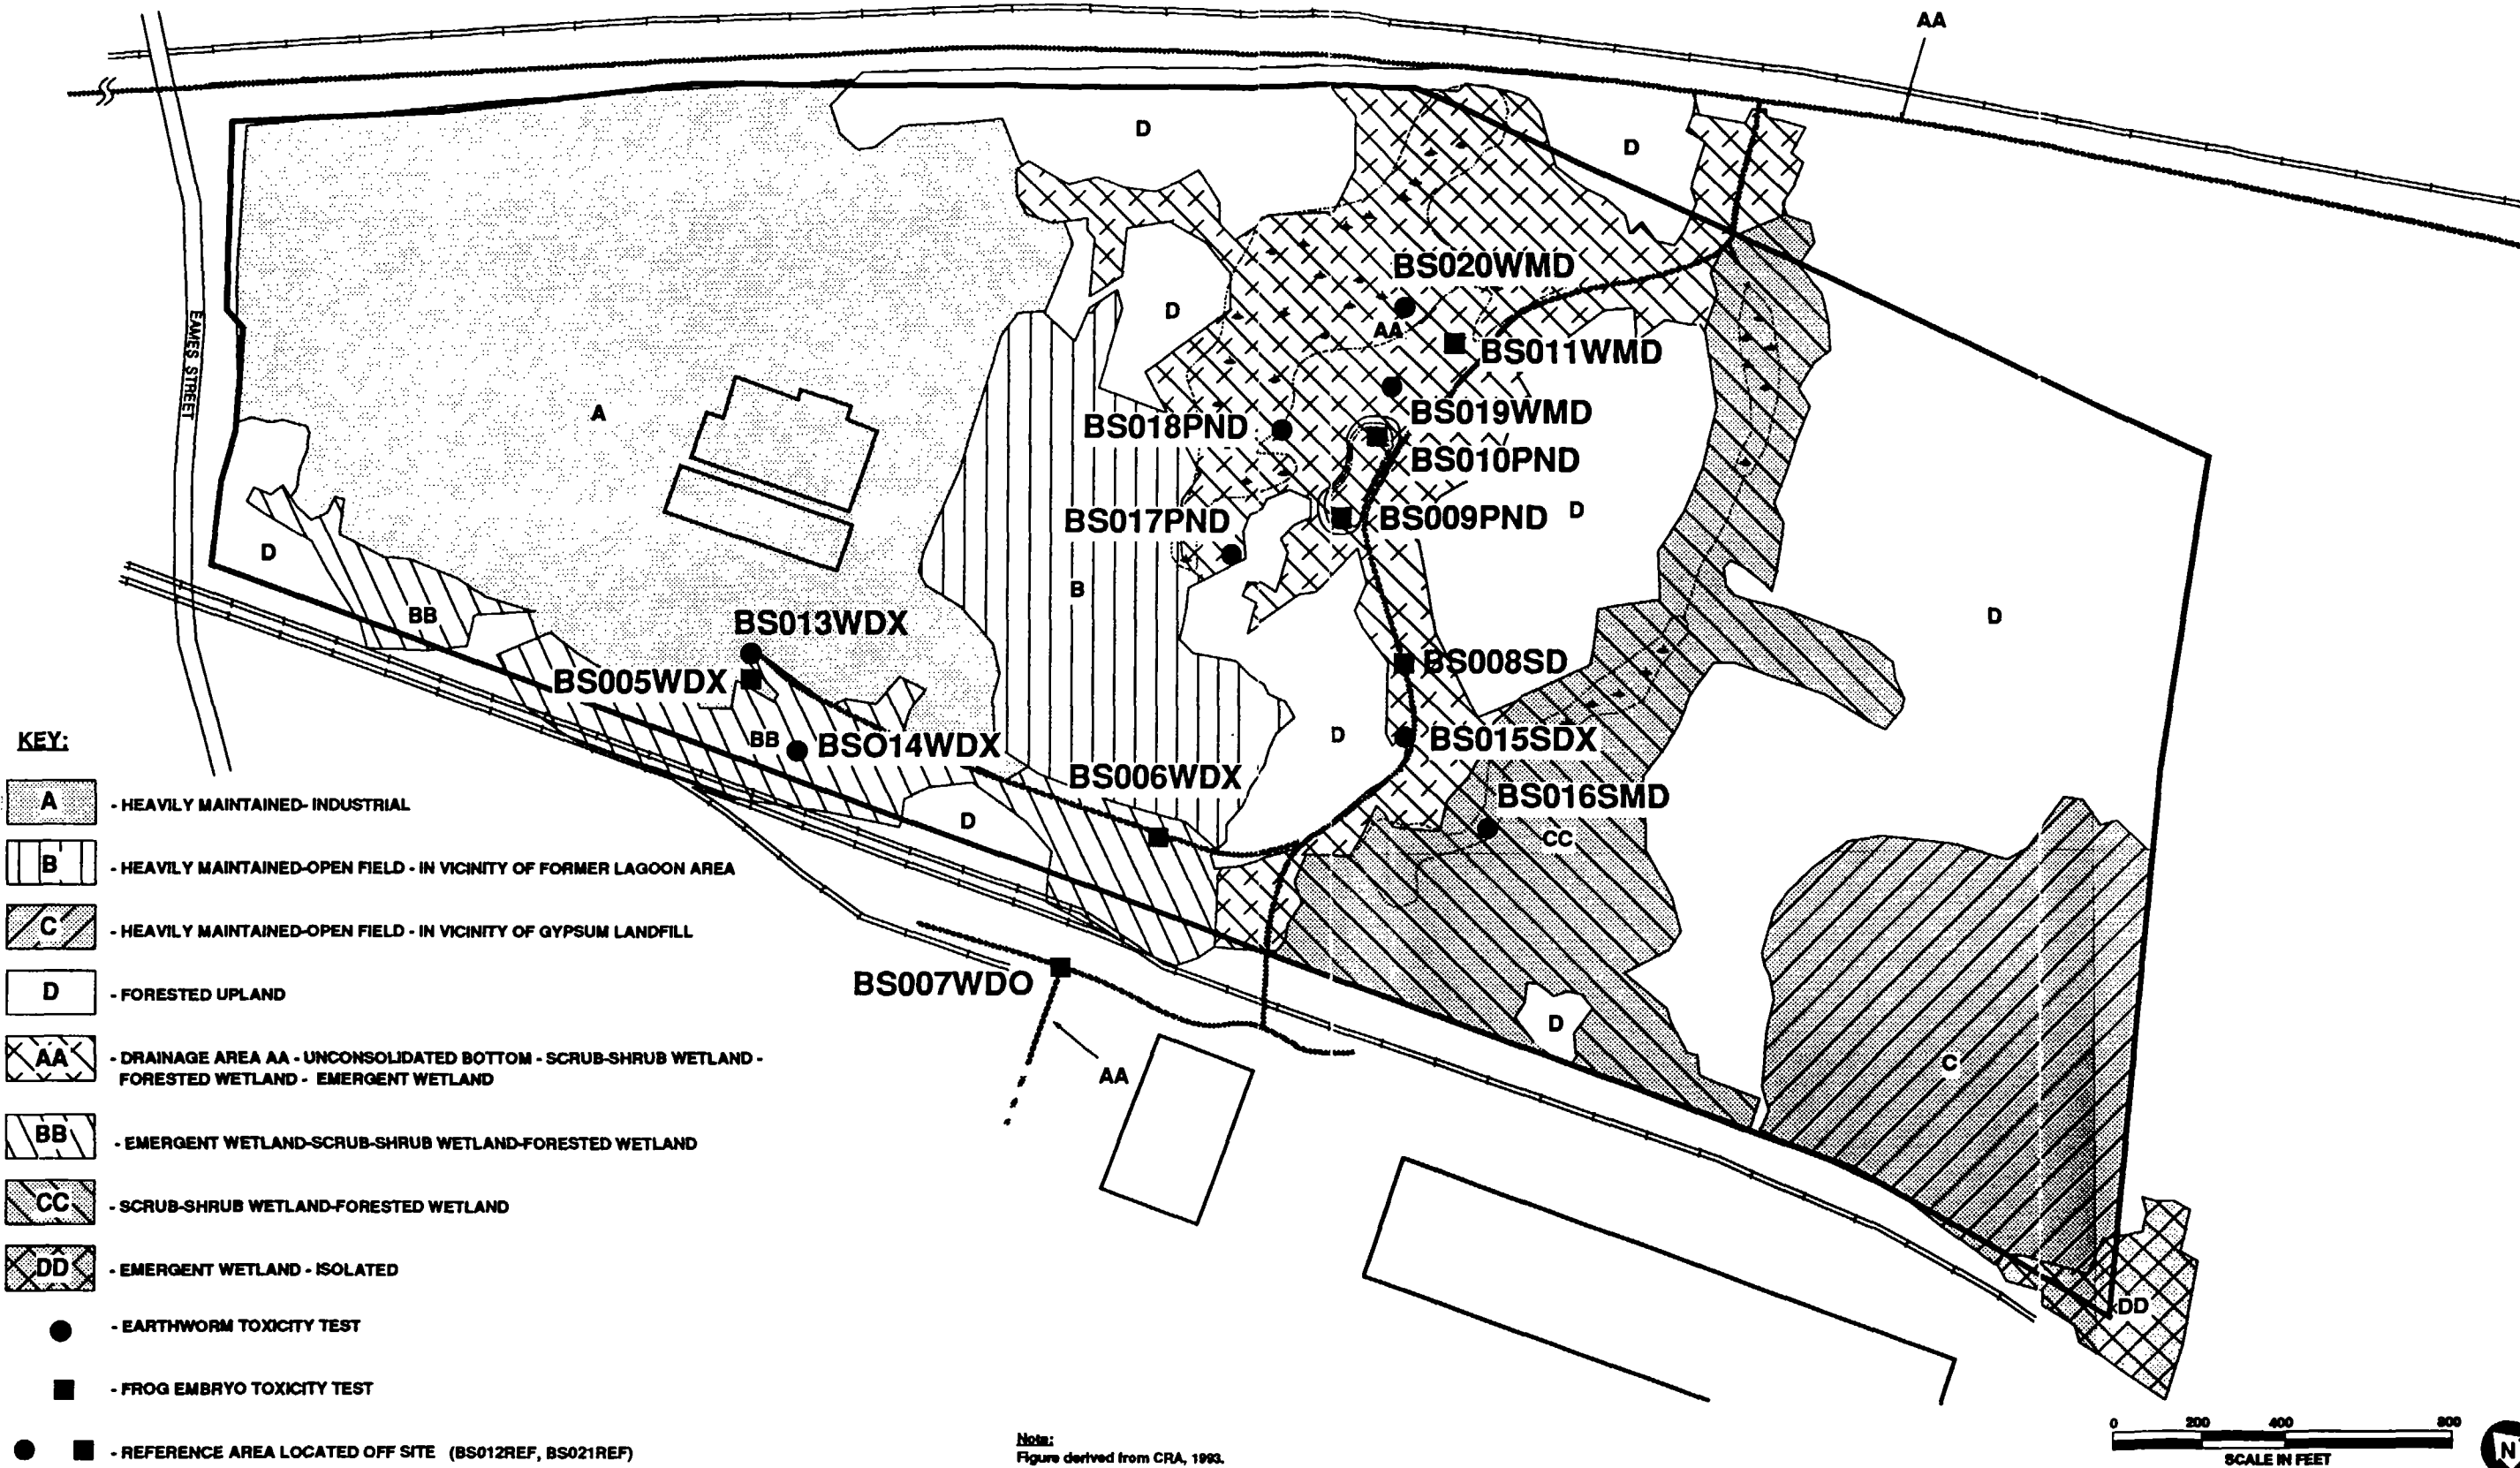 AA
D
D
EAMES STREET
BS020WMD
D
AA
BS011WMD
A
BS019WMD
BS018PND
BS010PND
BS017PND
BS009PND
D
D
B
BB
D
BS013WDX
BS008SD
BS005WDX
BB
BSO14WDX
D
BS015SDX
BS006WDX
BS016SMD
D
CC
BS007WDO
D
AA
C
DD
KEY:
A - HEAVILY MAINTAINED- INDUSTRIAL
B - HEAVILY MAINTAINED-OPEN FIELD - IN VICINITY OF FORMER LAGOON AREA
C - HEAVILY MAINTAINED-OPEN FIELD - IN VICINITY OF GYPSUM LANDFILL
D - FORESTED UPLAND
AA - DRAINAGE AREA AA - UNCONSOLIDATED BOTTOM - SCRUB-SHRUB WETLAND -
FORESTED WETLAND - EMERGENT WETLAND
BB - EMERGENT WETLAND-SCRUB-SHRUB WETLAND-FORESTED WETLAND
CC - SCRUB-SHRUB WETLAND-FORESTED WETLAND
DD - EMERGENT WETLAND - ISOLATED
- EARTHWORM TOXICITY TEST
- FROG EMBRYO TOXICITY TEST
- REFERENCE AREA LOCATED OFF SITE (BS012REF, BS021REF)
Note:
Figure derived from CRA, 1993.
0 200 400 800
SCALE IN FEET
N